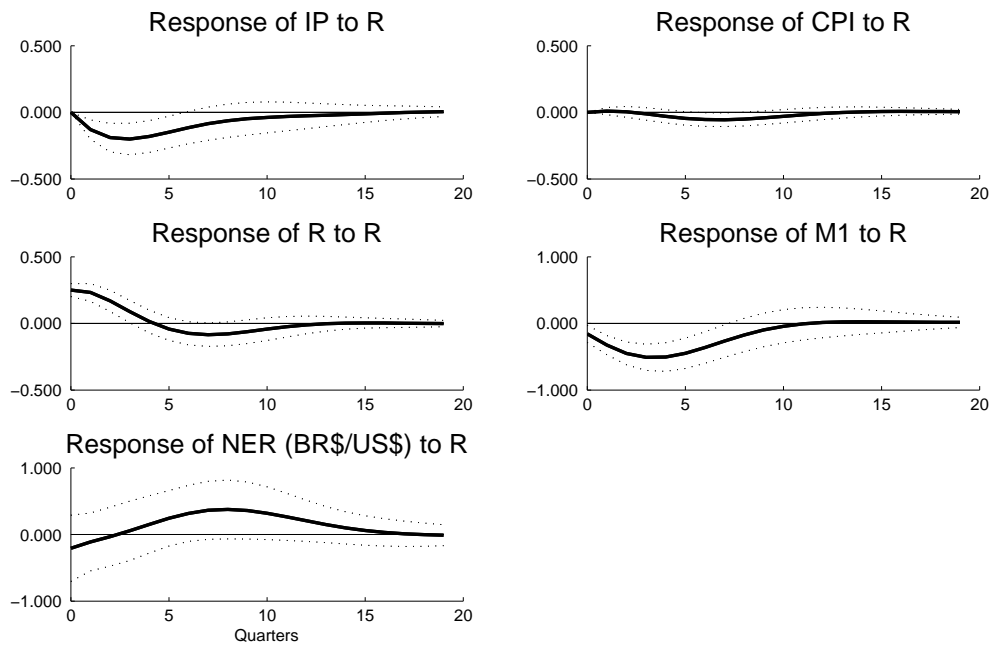 Response of IP to R
0.500
0.000
−0.500
0 5 10 15 20
Response of CPI to R
0.500
0.000
−0.500
0 5 10 15 20
Response of R to R
0.500
0.000
−0.500
0 5 10 15 20
Response of M1 to R
1.000
0.000
−1.000
0 5 10 15 20
Response of NER (BR$/US$) to R
1.000
0.000
−1.000
0 5 10 15 20
Quarters